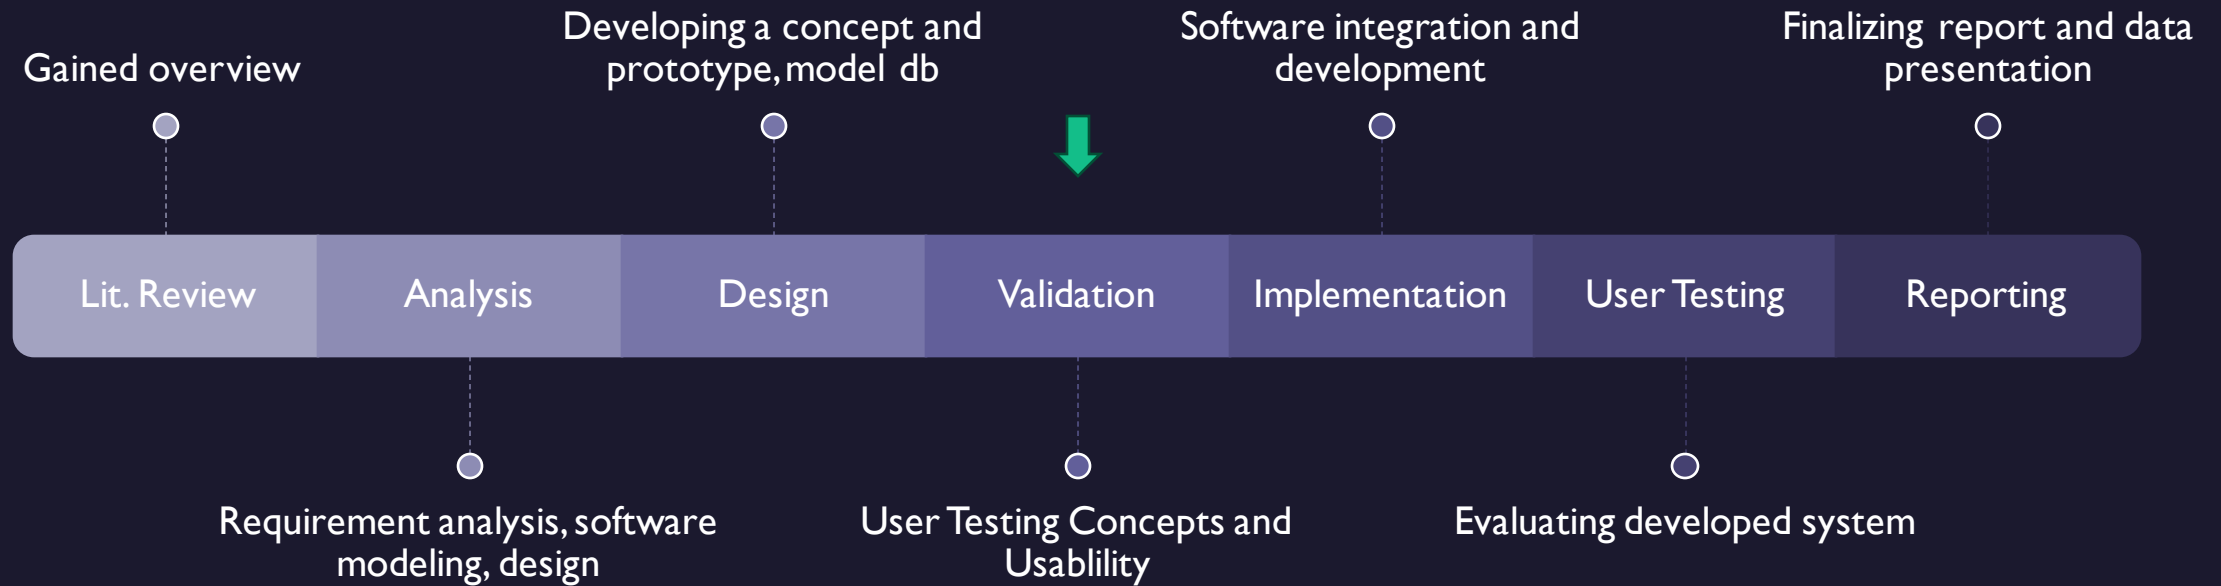 Gained overview
Developing a concept and
prototype, model db
Software integration and
development
Finalizing report and data
presentation
Lit. Review
Analysis
Design
Validation
Implementation
User Testing
Reporting
Requirement analysis, software
modeling, design
User Testing Concepts and
Usablility
Evaluating developed system